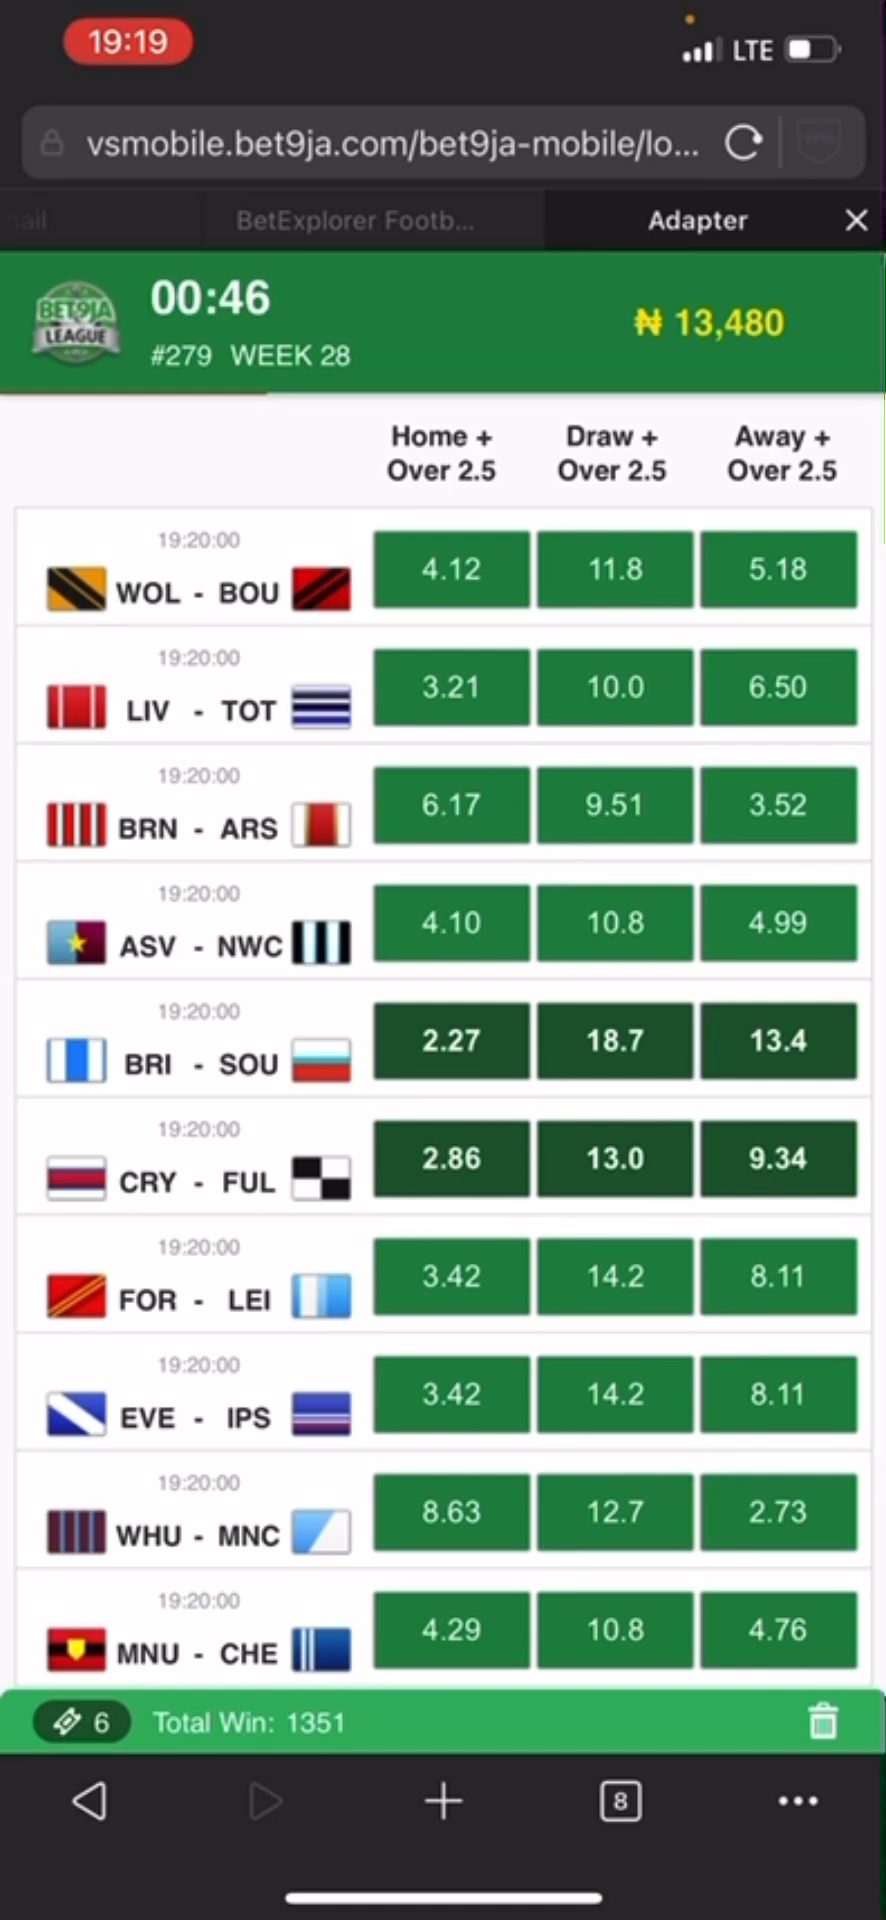 19:19
LTE
vsmobile.bet9ja.com/bet9ja-mobile/lo...
BetExplorer Footb...
Adapter
BET9JA
LEAGUE
00:46
#279 WEEK 28
₦ 13,480
Home + Over 2.5
Draw + Over 2.5
Away + Over 2.5
19:20:00
WOL - BOU 4.12 11.8 5.18
19:20:00
LIV - TOT 3.21 10.0 6.50
19:20:00
BRN - ARS 6.17 9.51 3.52
19:20:00
ASV - NWC 4.10 10.8 4.99
19:20:00
BRI - SOU 2.27 18.7 13.4
19:20:00
CRY - FUL 2.86 13.0 9.34
19:20:00
FOR - LEI 3.42 14.2 8.11
19:20:00
EVE - IPS 3.42 14.2 8.11
19:20:00
WHU - MNC 8.63 12.7 2.73
19:20:00
MNU - CHE 4.29 10.8 4.76
6 Total Win: 1351
8